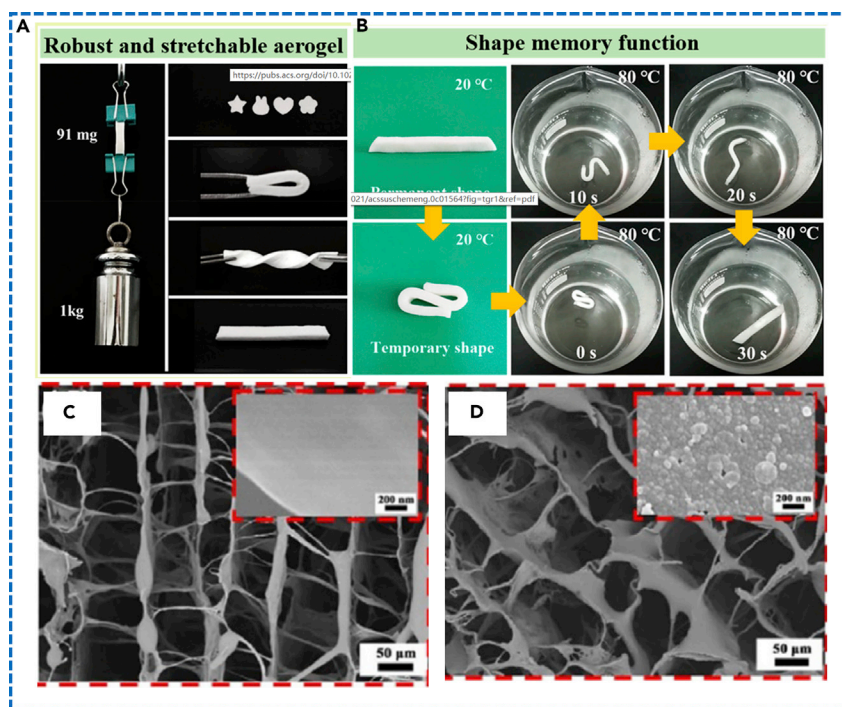 A
Robust and stretchable aerogel
91 mg
1kg
https://pubs.acs.org/doi/10.102
B
Shape memory function
20 ℃
Permanent shape
021/acssuschemeng.0c01564?fig=tgr1&ref=pdf
80 ℃
10 s
80 ℃
20 s
20 ℃
Temporary shape
80 ℃
0 s
80 ℃
30 s
C
200 nm
50 μm
D
200 nm
50 μm